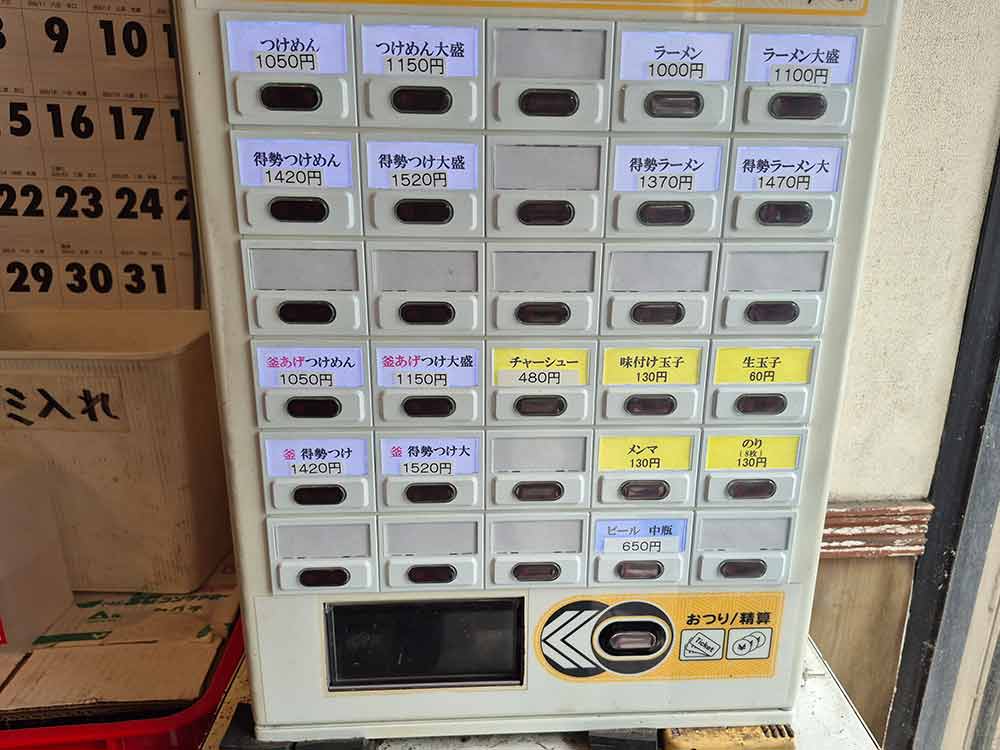 つけめん
1050円
つけめん大盛
1150円
ラーメン
1000円
ラーメン大盛
1100円
得勢つけめん
1420円
得勢つけ大盛
1520円
得勢ラーメン
1370円
得勢ラーメン大
1470円
釜あげつけめん
1050円
釜あげつけ大盛
1150円
チャーシュー
480円
味付け玉子
130円
生玉子
60円
釜 得勢つけ
1420円
釜 得勢つけ大
1520円
メンマ
130円
のり
(8枚)
130円
ビール 中瓶
650円
おつり/精算
Ticket
¥
9 10
15 16 17
22 23 24
29 30 31
ミ入れ